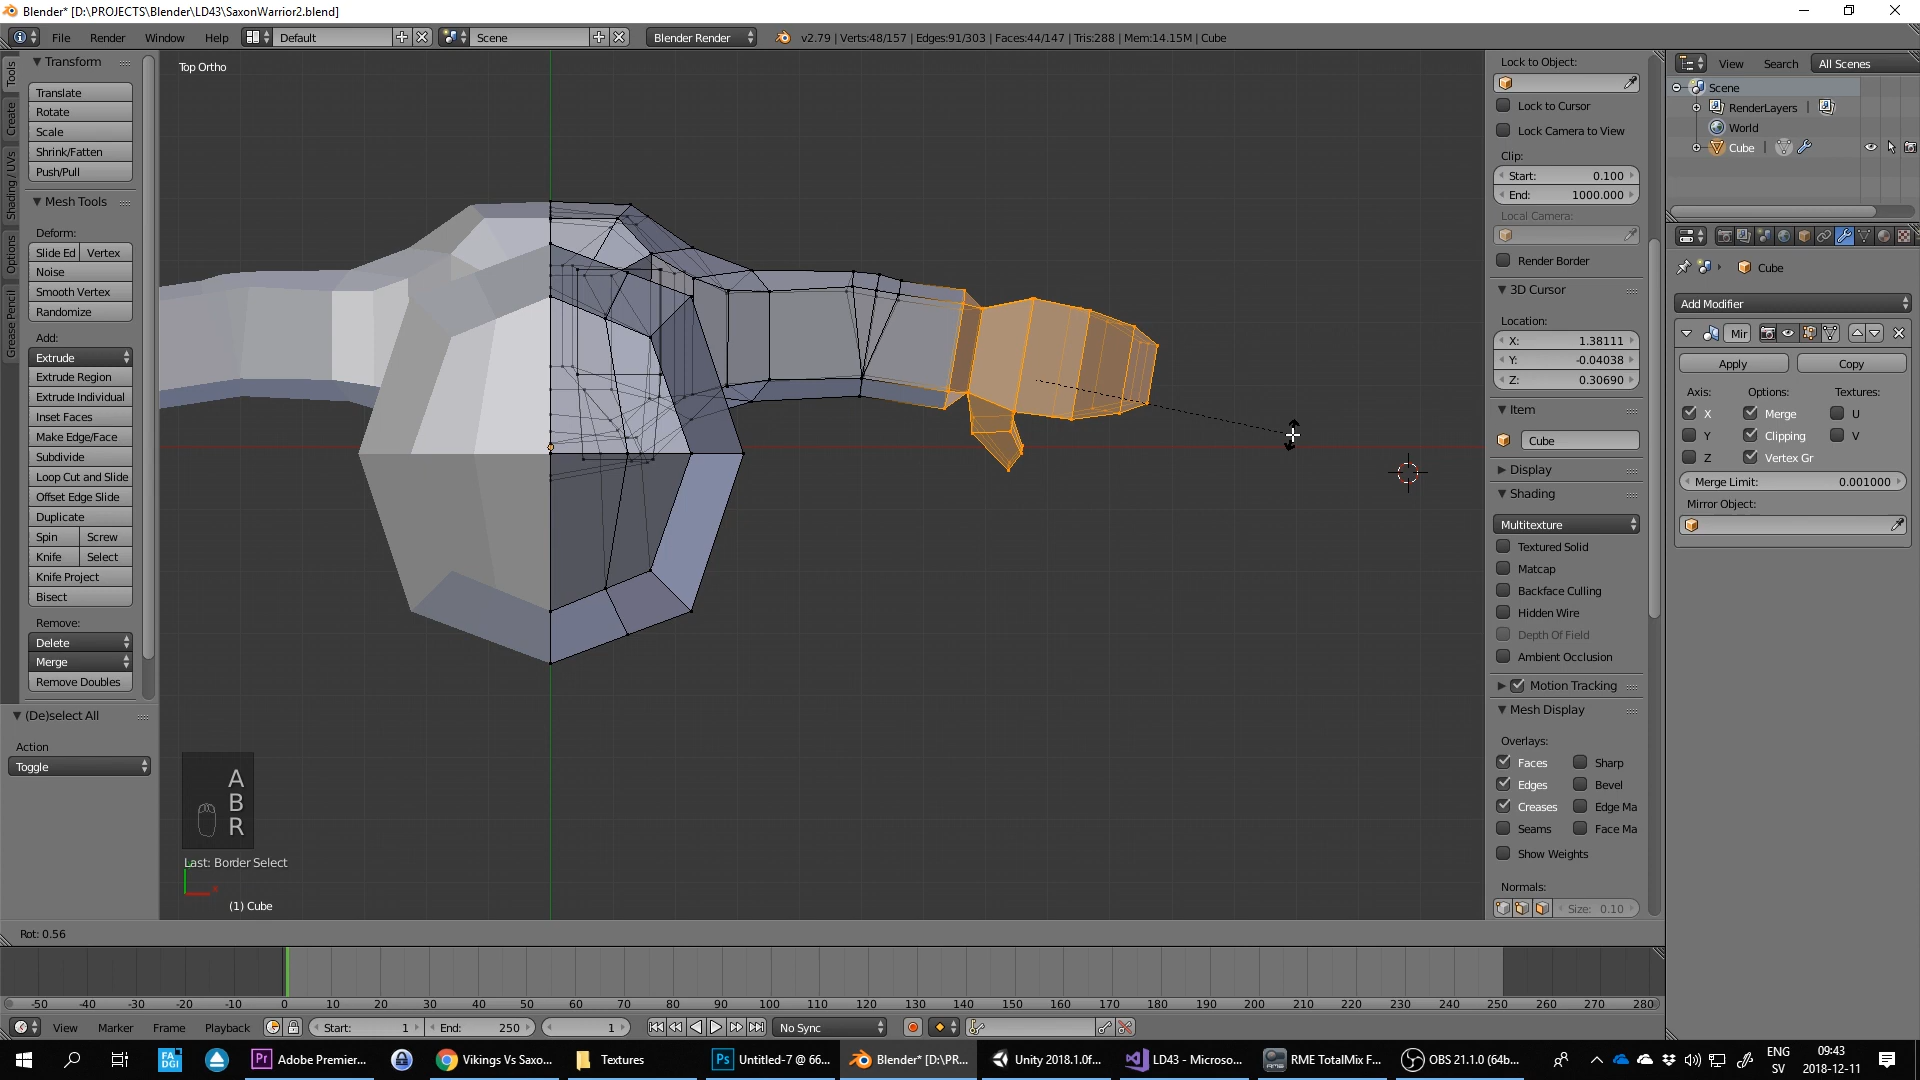 Blender* [D:\PROJECTS\Blender\LD43\SaxonWarrior2.blend]
File Render Window Help Default Scene Blender Render v2.79 | Verts:48/157 | Edges:91/303 | Faces:44/147 | Tris:288 | Mem:14.15M | Cube
Tools
Create
Shading / UVs
Options
Grease Pencil
Transform
Translate
Rotate
Scale
Shrink/Fatten
Push/Pull
Mesh Tools
Deform:
Slide Ed Vertex
Noise
Smooth Vertex
Randomize
Add:
Extrude
Extrude Region
Extrude Individual
Inset Faces
Make Edge/Face
Subdivide
Loop Cut and Slide
Offset Edge Slide
Duplicate
Spin Screw
Knife Select
Knife Project
Bisect
Remove:
Delete
Merge
Remove Doubles
(De)select All
Action
Toggle
Top Ortho
A
B
R
Last: Border Select
x
(1) Cube
Rot: 0.56
Lock to Object:
Lock to Cursor
Lock Camera to View
Clip:
Start: 0.100
End: 1000.000
Local Camera:
Render Border
3D Cursor
Location:
X: 1.38111
Y: -0.04038
Z: 0.30690
Item
Cube
Display
Shading
Multitexture
Textured Solid
Matcap
Backface Culling
Hidden Wire
Depth Of Field
Ambient Occlusion
Motion Tracking
Mesh Display
Overlays:
Faces Sharp
Edges Bevel
Creases Edge Ma
Seams Face Ma
Show Weights
Normals:
Size: 0.10
View Search All Scenes
Scene
RenderLayers |
World
Cube |
Cube
Add Modifier
Mir
Apply Copy
Axis: Options: Textures:
X Merge U
Y Clipping V
Z Vertex Gr
Merge Limit: 0.001000
Mirror Object:
-50 -40 -30 -20 -10 0 10 20 30 40 50 60 70 80 90 100 110 120 130 140 150 160 170 180 190 200 210 220 230 240 250 260 270 280
View Marker Frame Playback Start: 1 End: 250 1 No Sync
FA
DGI
Pr Adobe Premier... Vikings Vs Saxo... Textures Ps Untitled-7 @ 66... Blender* [D:\PR... Unity 2018.1.0f... LD43 - Microso... RME TotalMix F... OBS 21.1.0 (64b...
ENG
SV
09:43
2018-12-11